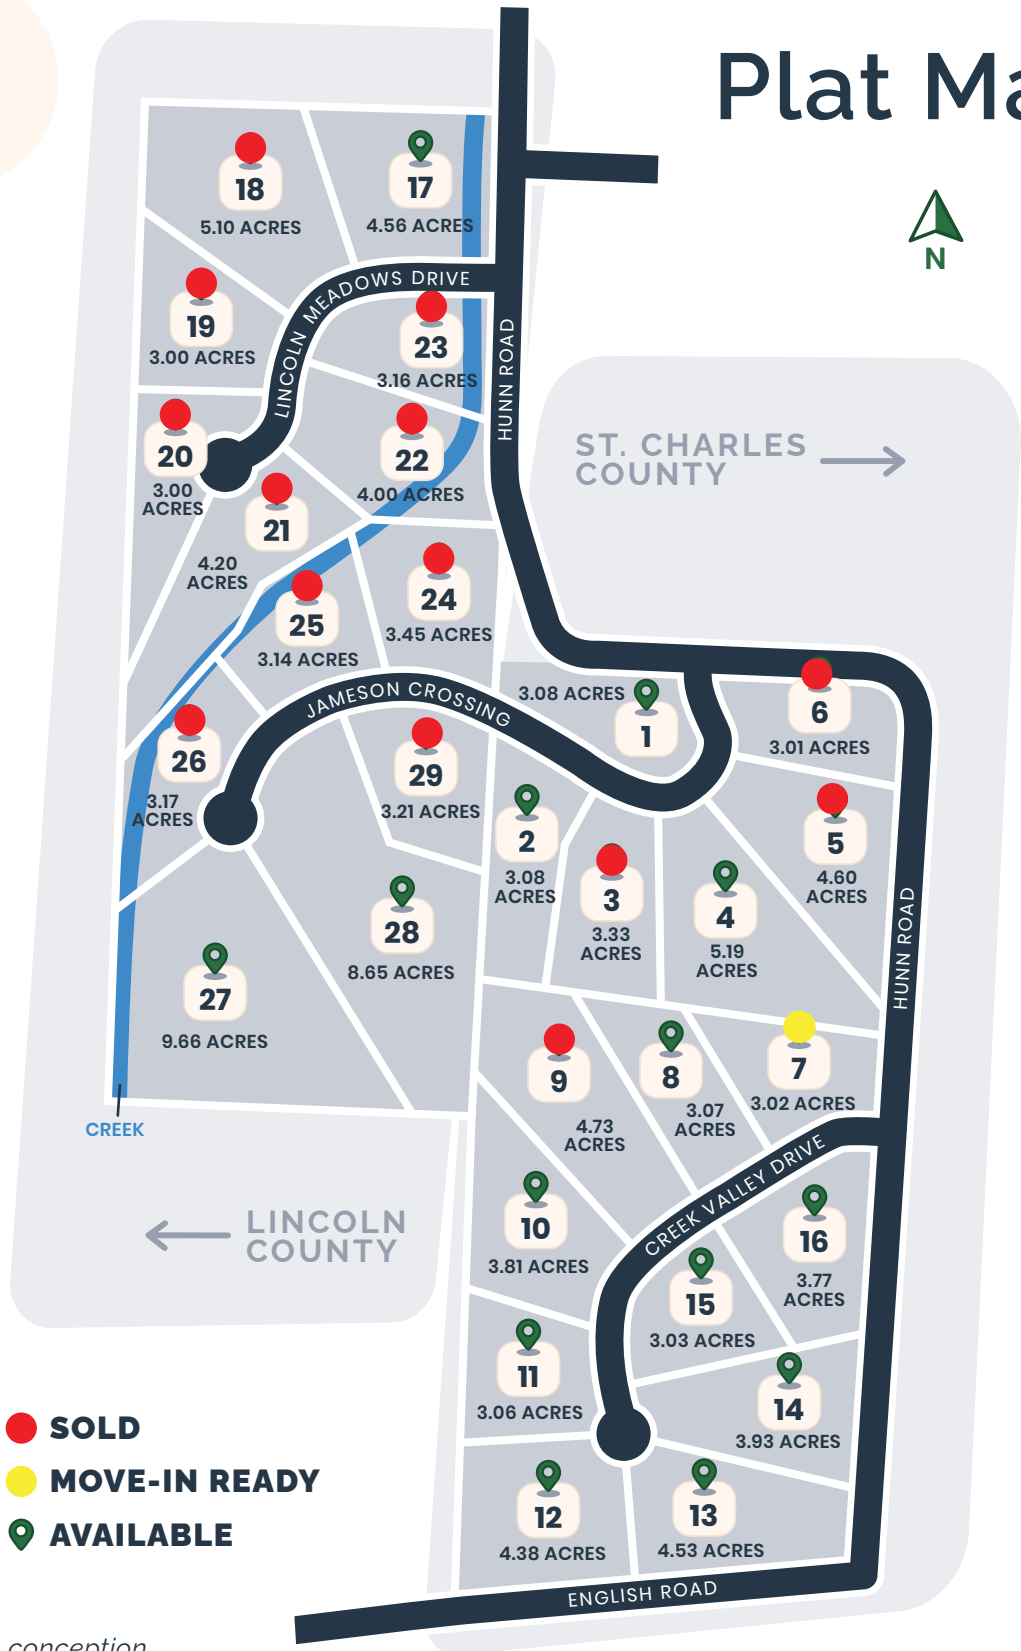 Plat Ma
N
18
5.10 ACRES
17
4.56 ACRES
LINCOLN MEADOWS DRIVE
19
3.00 ACRES
23
3.16 ACRES
HUNN ROAD
20
3.00
ACRES
22
4.00 ACRES
ST. CHARLES
COUNTY
21
4.20
ACRES
24
3.45 ACRES
25
3.14 ACRES
JAMESON CROSSING
3.08 ACRES
1
6
3.01 ACRES
26
3.17
ACRES
29
3.21 ACRES
2
3.08
ACRES
3
3.33
ACRES
4
5.19
ACRES
5
4.60
ACRES
HUNN ROAD
28
8.65 ACRES
27
9.66 ACRES
CREEK
9
4.73
ACRES
8
3.07
ACRES
7
3.02 ACRES
CREEK VALLEY DRIVE
LINCOLN
COUNTY
10
3.81 ACRES
16
3.77
ACRES
15
3.03 ACRES
11
3.06 ACRES
14
3.93 ACRES
12
4.38 ACRES
13
4.53 ACRES
ENGLISH ROAD
SOLD
MOVE-IN READY
AVAILABLE
conception